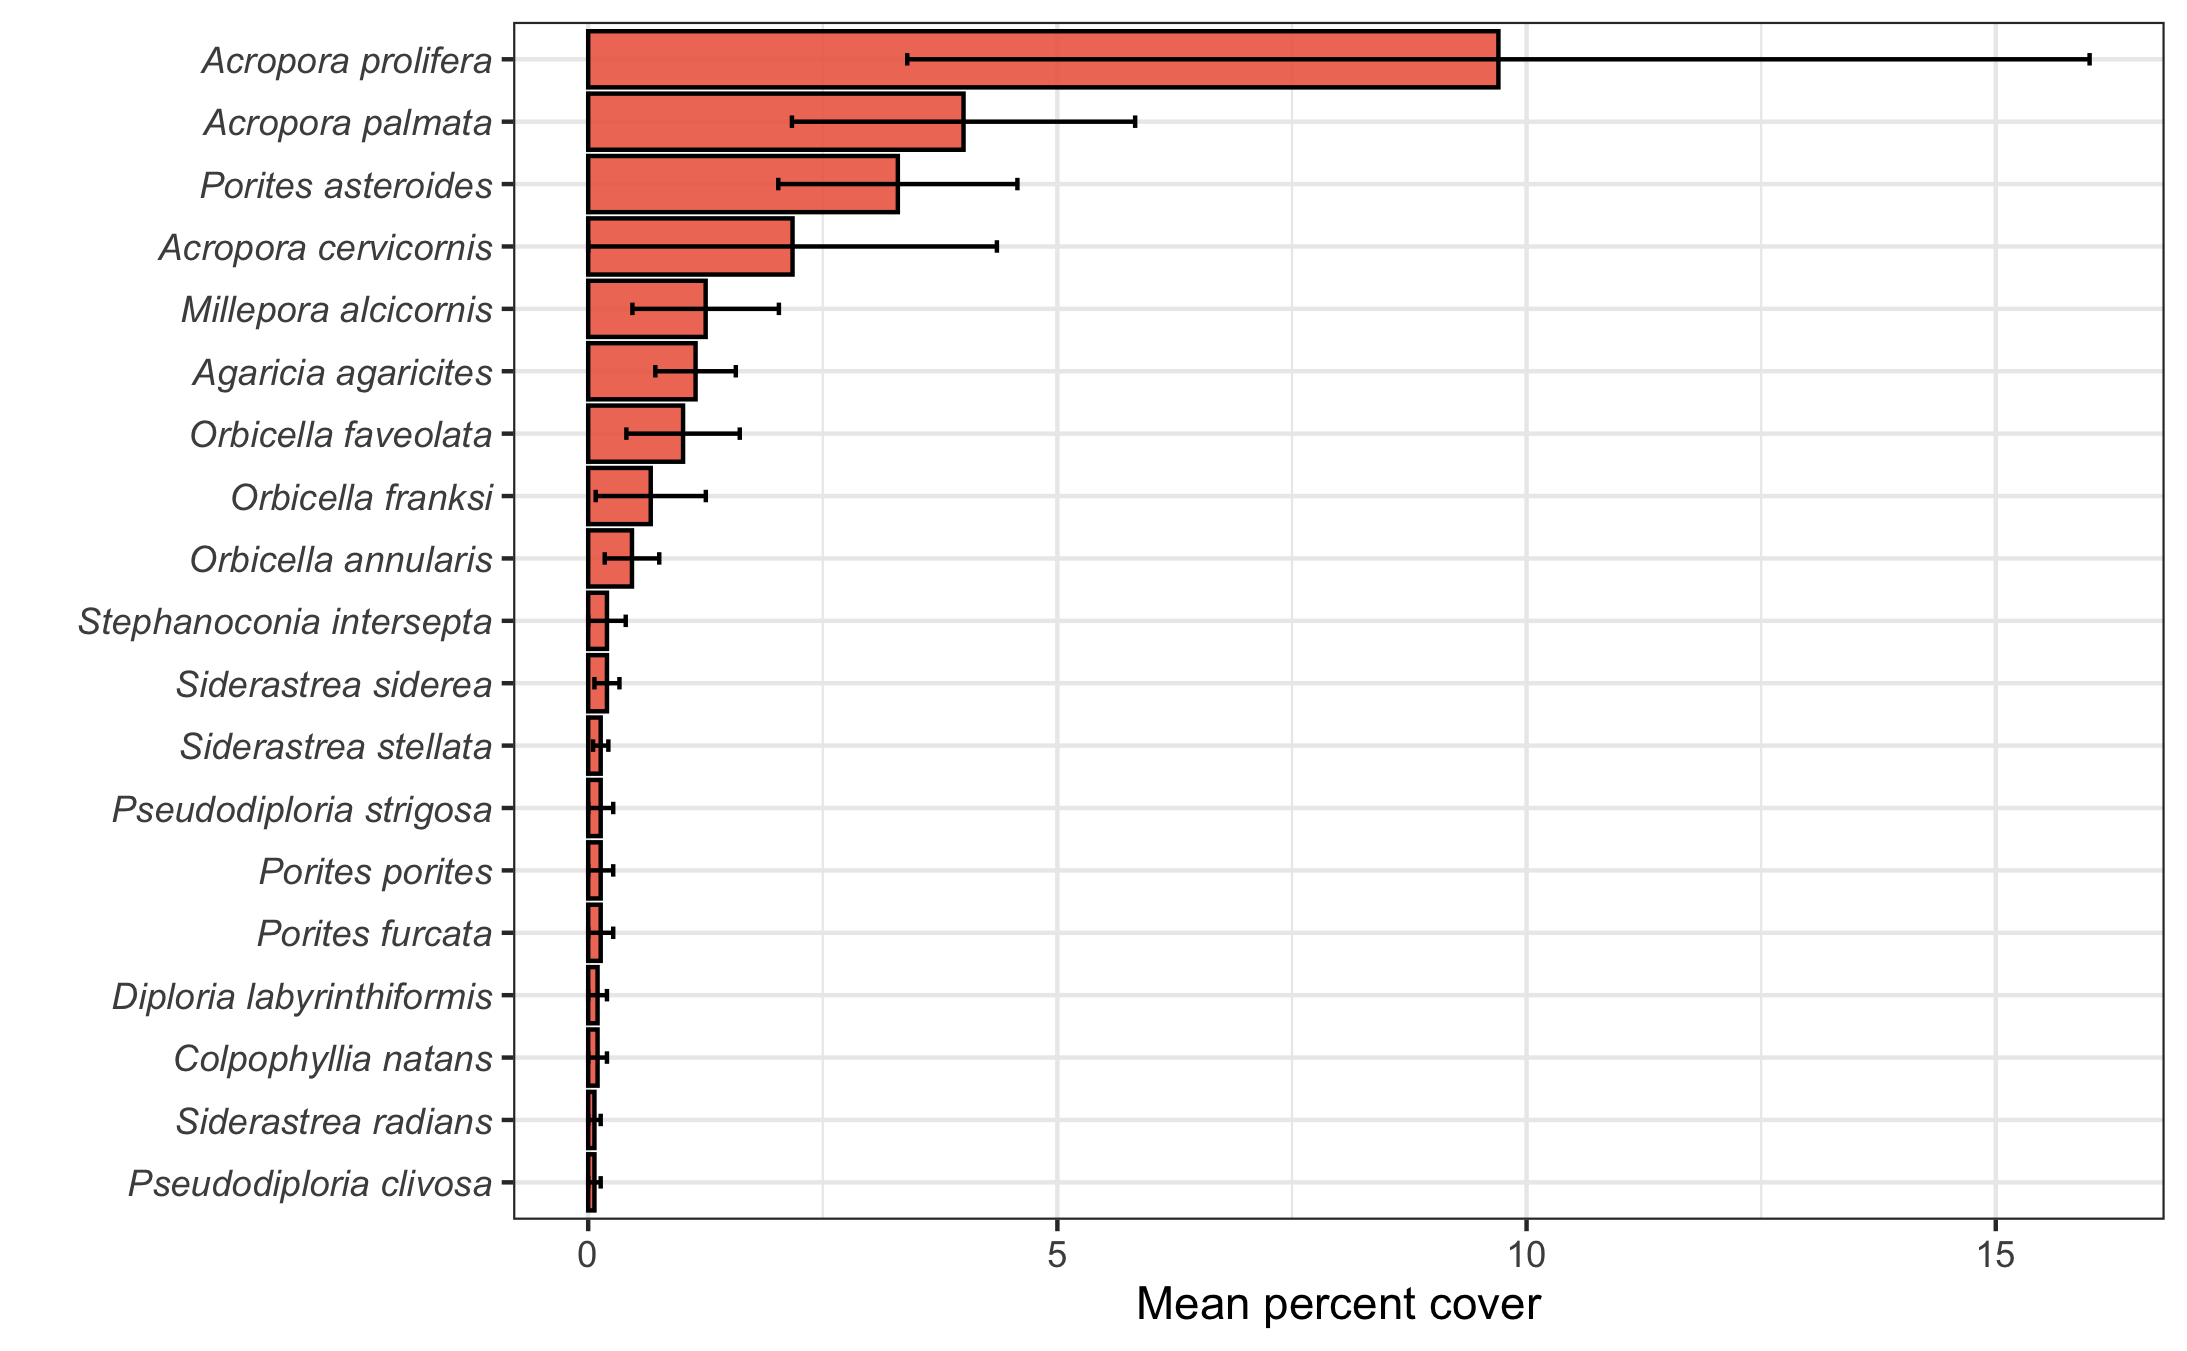 Acropora prolifera
Acropora palmata
Porites asteroides
Acropora cervicornis
Millepora alcicornis
Agaricia agaricites
Orbicella faveolata
Orbicella franksi
Orbicella annularis
Stephanoconia intersepta
Siderastrea siderea
Siderastrea stellata
Pseudodiploria strigosa
Porites porites
Porites furcata
Diploria labyrinthiformis
Colpophyllia natans
Siderastrea radians
Pseudodiploria clivosa
0 5 10 15
Mean percent cover